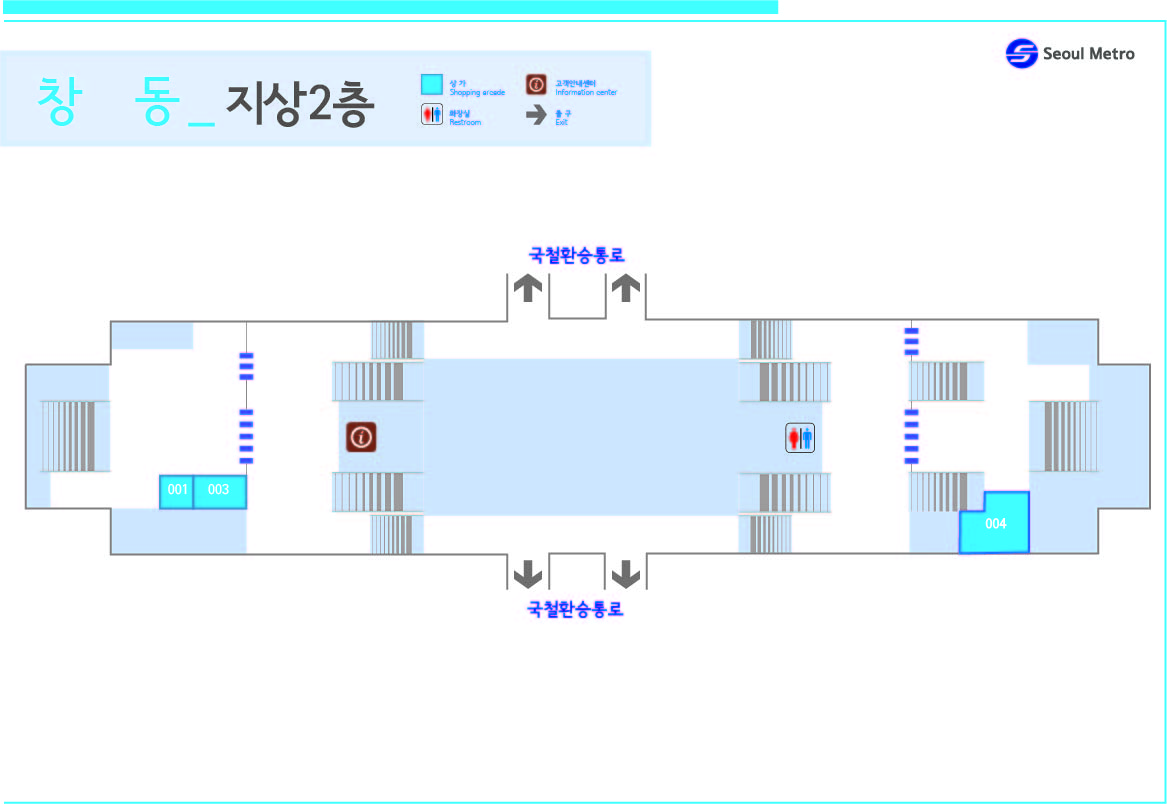 Seoul Metro
창 동_지상2층
상 가
Shopping arcade
고객안내센터
Information center
화장실
Restroom
출 구
Exit
국철환승통로
001 003
004
국철환승통로